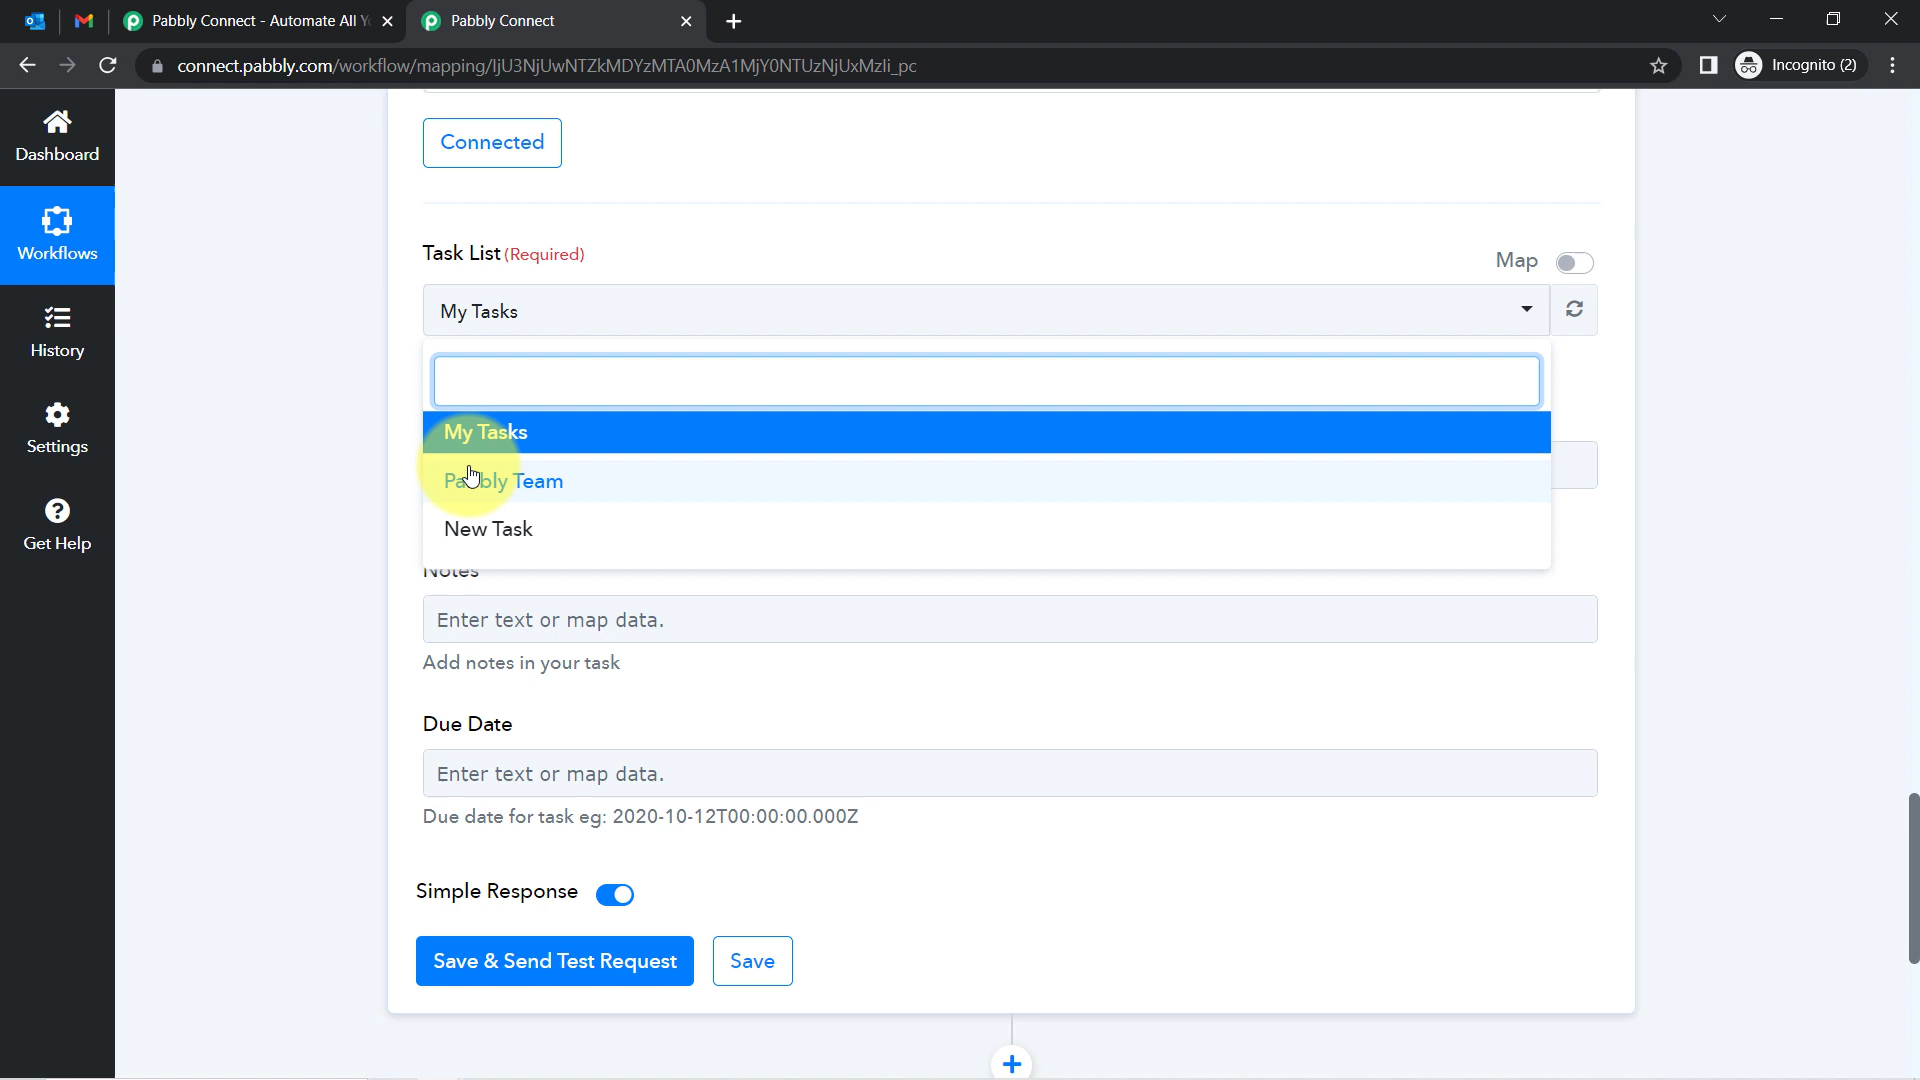 Pabbly Connect - Automate All Y
Pabbly Connect
connect.pabbly.com/workflow/mapping/IjU3NjUwNTZkMDYzMTA0MzA1MjY0NTUzNjUxMzIi_pc
Incognito (2)
Dashboard
Workflows
History
Settings
Get Help
Connected
Task List (Required)
Map
My Tasks
My Tasks
Pabbly Team
New Task
Notes
Enter text or map data.
Add notes in your task
Due Date
Enter text or map data.
Due date for task eg: 2020-10-12T00:00:00.000Z
Simple Response
Save & Send Test Request
Save